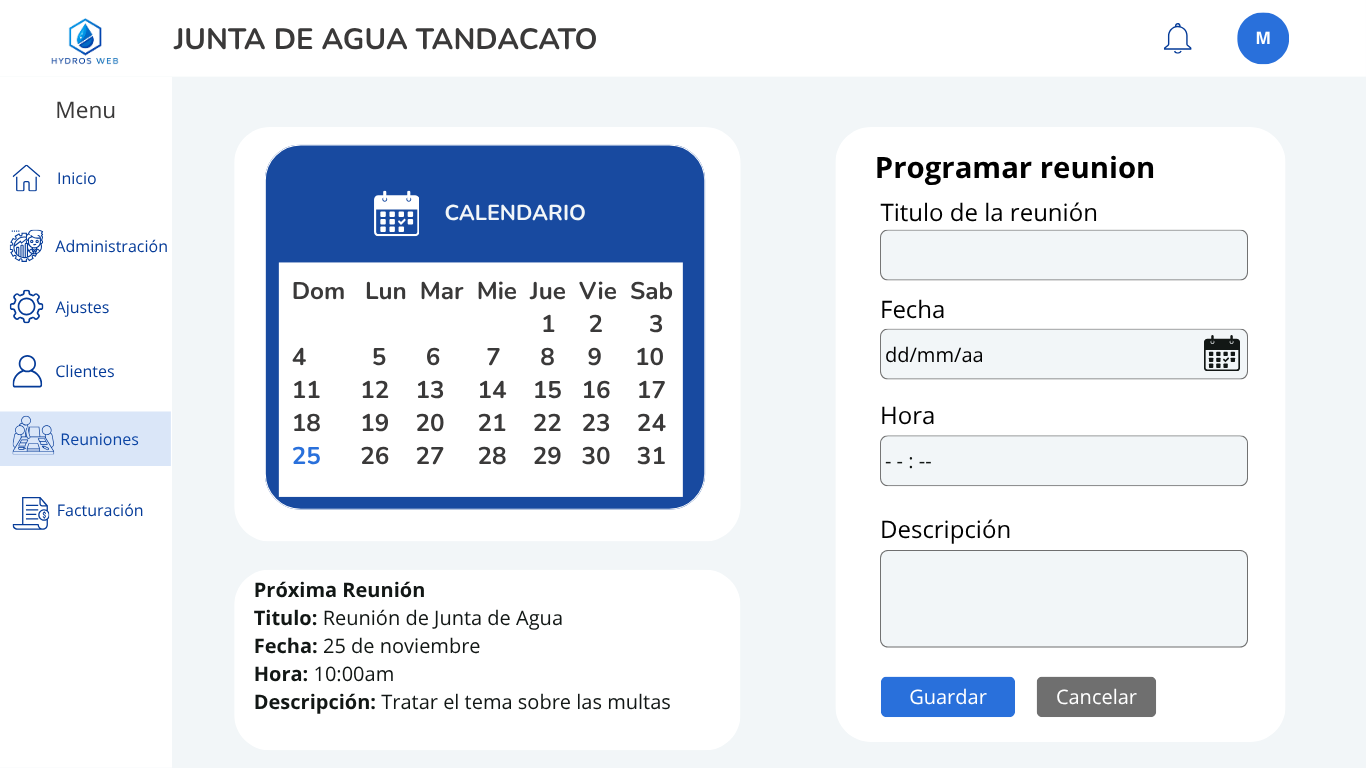 HYDROS WEB
JUNTA DE AGUA TANDACATO
M
Menu
Inicio
Administración
Ajustes
Clientes
Reuniones
Facturación
CALENDARIO
Dom Lun Mar Mie Jue Vie Sab
1 2 3
4 5 6 7 8 9 10
11 12 13 14 15 16 17
18 19 20 21 22 23 24
25 26 27 28 29 30 31
Próxima Reunión
Titulo: Reunión de Junta de Agua
Fecha: 25 de noviembre
Hora: 10:00am
Descripción: Tratar el tema sobre las multas
Programar reunion
Titulo de la reunión
Fecha
dd/mm/aa
Hora
- - : --
Descripción
Guardar Cancelar